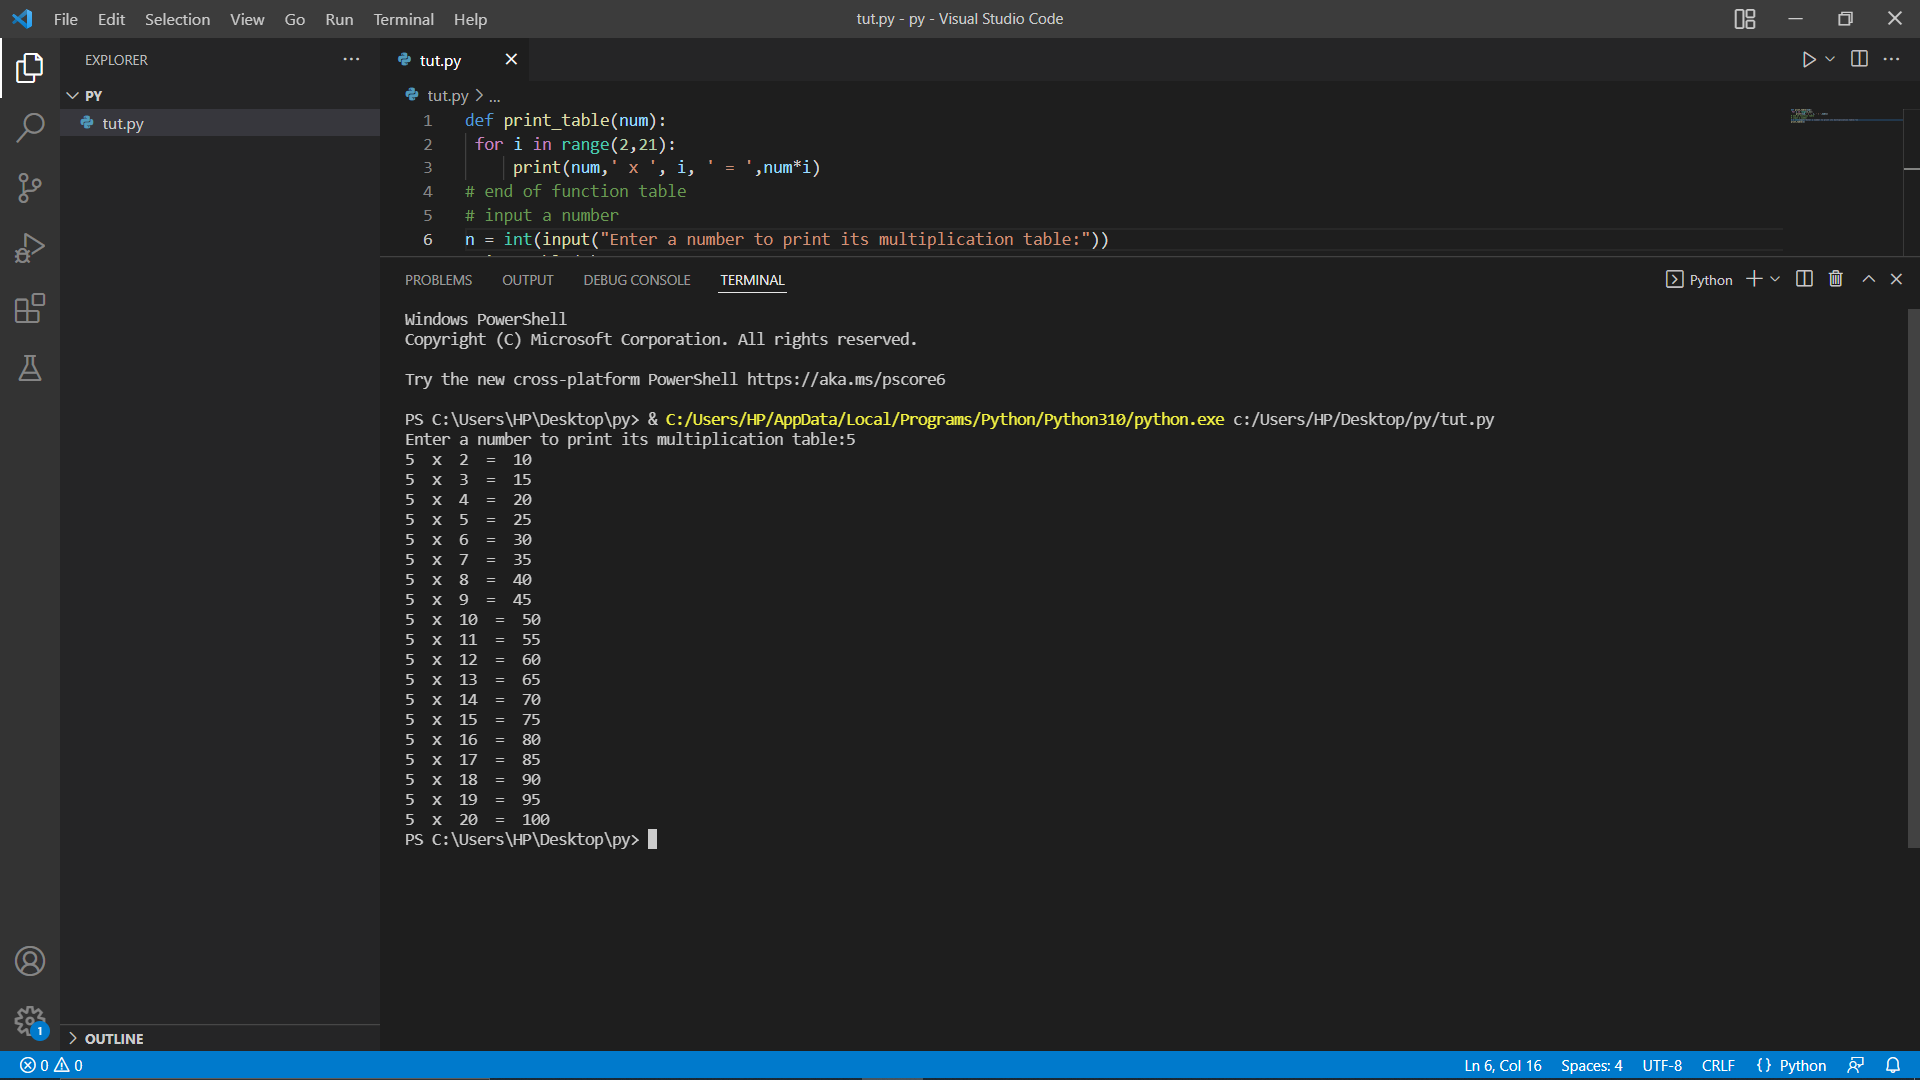 File Edit Selection View Go Run Terminal Help
tut.py - py - Visual Studio Code
EXPLORER
PY
tut.py
OUTLINE
tut.py
tut.py > ...
1 def print_table(num):
2 for i in range(2,21):
3 print(num,' x ', i, ' = ',num*i)
4 # end of function table
5 # input a number
6 n = int(input("Enter a number to print its multiplication table:"))
PROBLEMS OUTPUT DEBUG CONSOLE TERMINAL
Python
Windows PowerShell
Copyright (C) Microsoft Corporation. All rights reserved.
Try the new cross-platform PowerShell https://aka.ms/pscore6
PS C:\Users\HP\Desktop\py> & C:/Users/HP/AppData/Local/Programs/Python/Python310/python.exe c:/Users/HP/Desktop/py/tut.py
Enter a number to print its multiplication table:5
5  x  2  =  10
5  x  3  =  15
5  x  4  =  20
5  x  5  =  25
5  x  6  =  30
5  x  7  =  35
5  x  8  =  40
5  x  9  =  45
5  x  10  =  50
5  x  11  =  55
5  x  12  =  60
5  x  13  =  65
5  x  14  =  70
5  x  15  =  75
5  x  16  =  80
5  x  17  =  85
5  x  18  =  90
5  x  19  =  95
5  x  20  =  100
PS C:\Users\HP\Desktop\py>
1
0 0
Ln 6, Col 16 Spaces: 4 UTF-8 CRLF {} Python